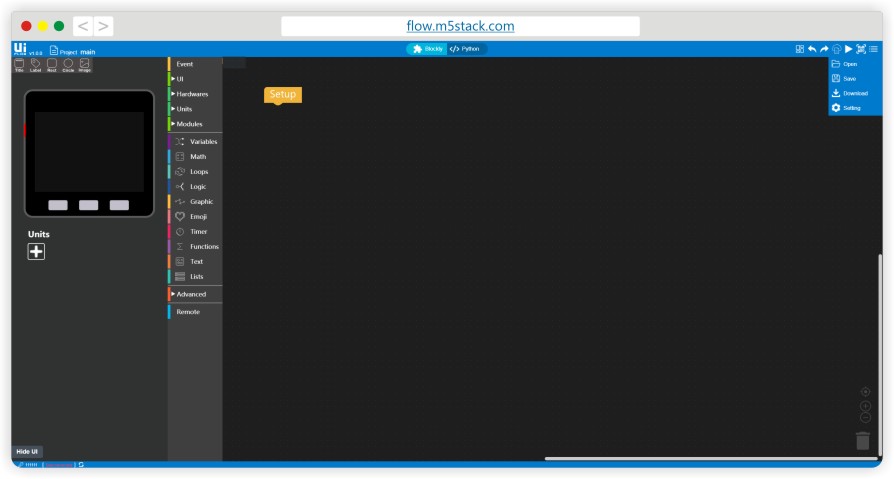 flow.m5stack.com
Ui
FLOW v1.0.0 Project main
Blockly </> Python
Title Label Rect Circle Image
Event
UI
Hardwares
Units
Modules
Variables
Math
Loops
Logic
Graphic
Emoji
Timer
Functions
Text
Lists
Advanced
Remote
Setup
Open
Save
Download
Setting
Units
Hide UI